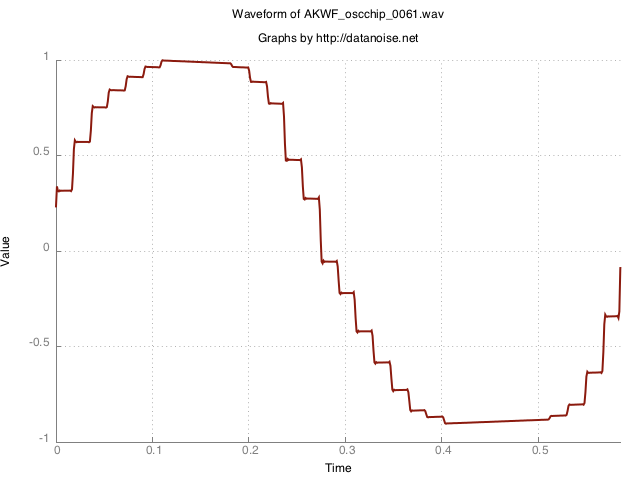 Waveform of AKWF_oscchip_0061.wav
Graphs by http://datanoise.net
1
0.5
0
-0.5
-1
Value
0 0.1 0.2 0.3 0.4 0.5
Time